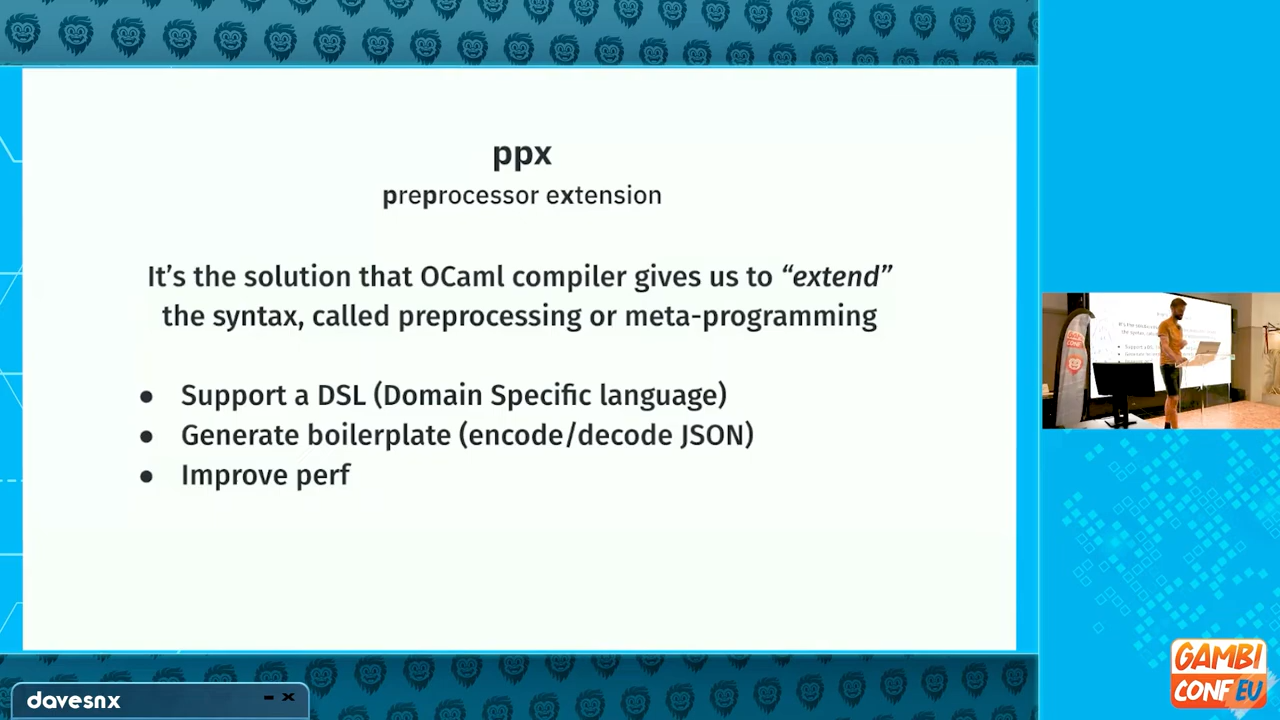 ppx
preprocessor extension
It's the solution that OCaml compiler gives us to “extend”
the syntax, called preprocessing or meta-programming
● Support a DSL (Domain Specific language)
● Generate boilerplate (encode/decode JSON)
● Improve perf
davesnx
GAMBI
CONF EU